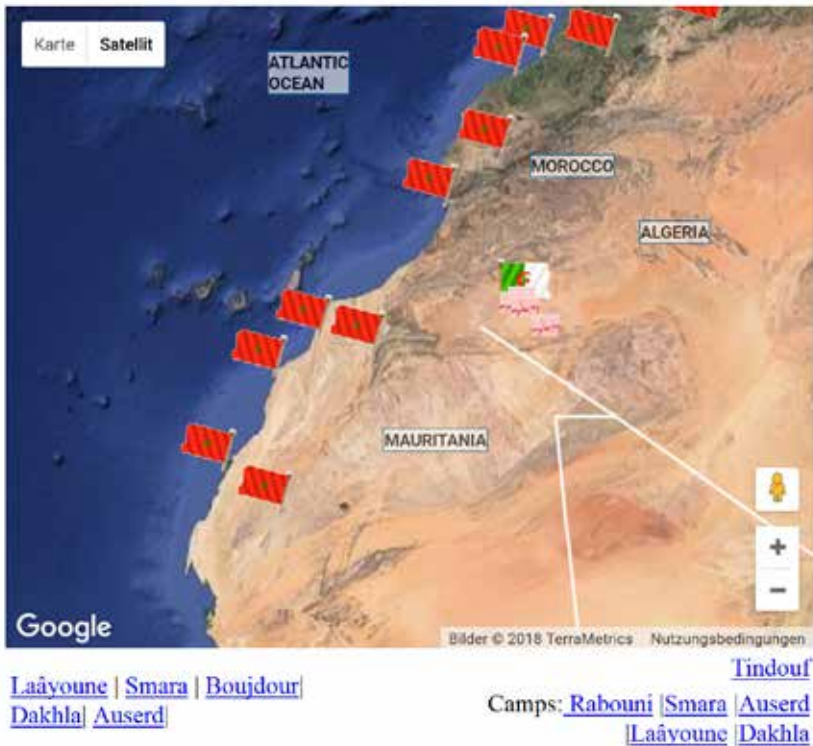 Karte Satellit
ATLANTIC
OCEAN
MOROCCO
ALGERIA
MAURITANIA
Google
Bilder © 2018 TerraMetrics Nutzungsbedingungen
Laâyoune | Smara | Boujdour|
Dakhla| Auserd|
Tindouf
Camps: Rabouni |Smara |Auserd
|Laâyoune |Dakhla